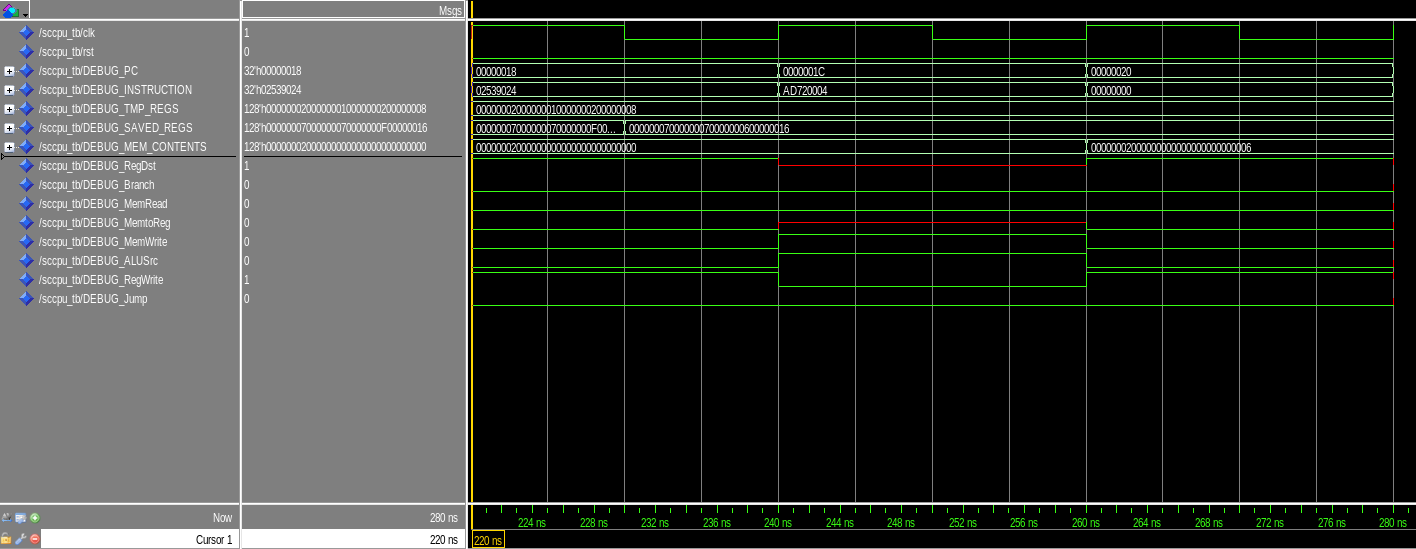 Msgs
/sccpu_tb/clk 1
/sccpu_tb/rst 0
/sccpu_tb/DEBUG_PC 32'h00000018 00000018 0000001C 00000020
/sccpu_tb/DEBUG_INSTRUCTION 32'h02539024 02539024 AD720004 00000000
/sccpu_tb/DEBUG_TMP_REGS 128'h00000002000000010000000200000008 00000002000000010000000200000008
/sccpu_tb/DEBUG_SAVED_REGS 128'h00000007000000070000000F00000016 00000007000000070000000F00... 00000007000000070000000600000016
/sccpu_tb/DEBUG_MEM_CONTENTS 128'h00000002000000000000000000000000 00000002000000000000000000000000 00000002000000000000000000000006
/sccpu_tb/DEBUG_RegDst 1
/sccpu_tb/DEBUG_Branch 0
/sccpu_tb/DEBUG_MemRead 0
/sccpu_tb/DEBUG_MemtoReg 0
/sccpu_tb/DEBUG_MemWrite 0
/sccpu_tb/DEBUG_ALUSrc 0
/sccpu_tb/DEBUG_RegWrite 1
/sccpu_tb/DEBUG_Jump 0
Now 280 ns 224 ns 228 ns 232 ns 236 ns 240 ns 244 ns 248 ns 252 ns 256 ns 260 ns 264 ns 268 ns 272 ns 276 ns 280 ns
Cursor 1 220 ns 220 ns